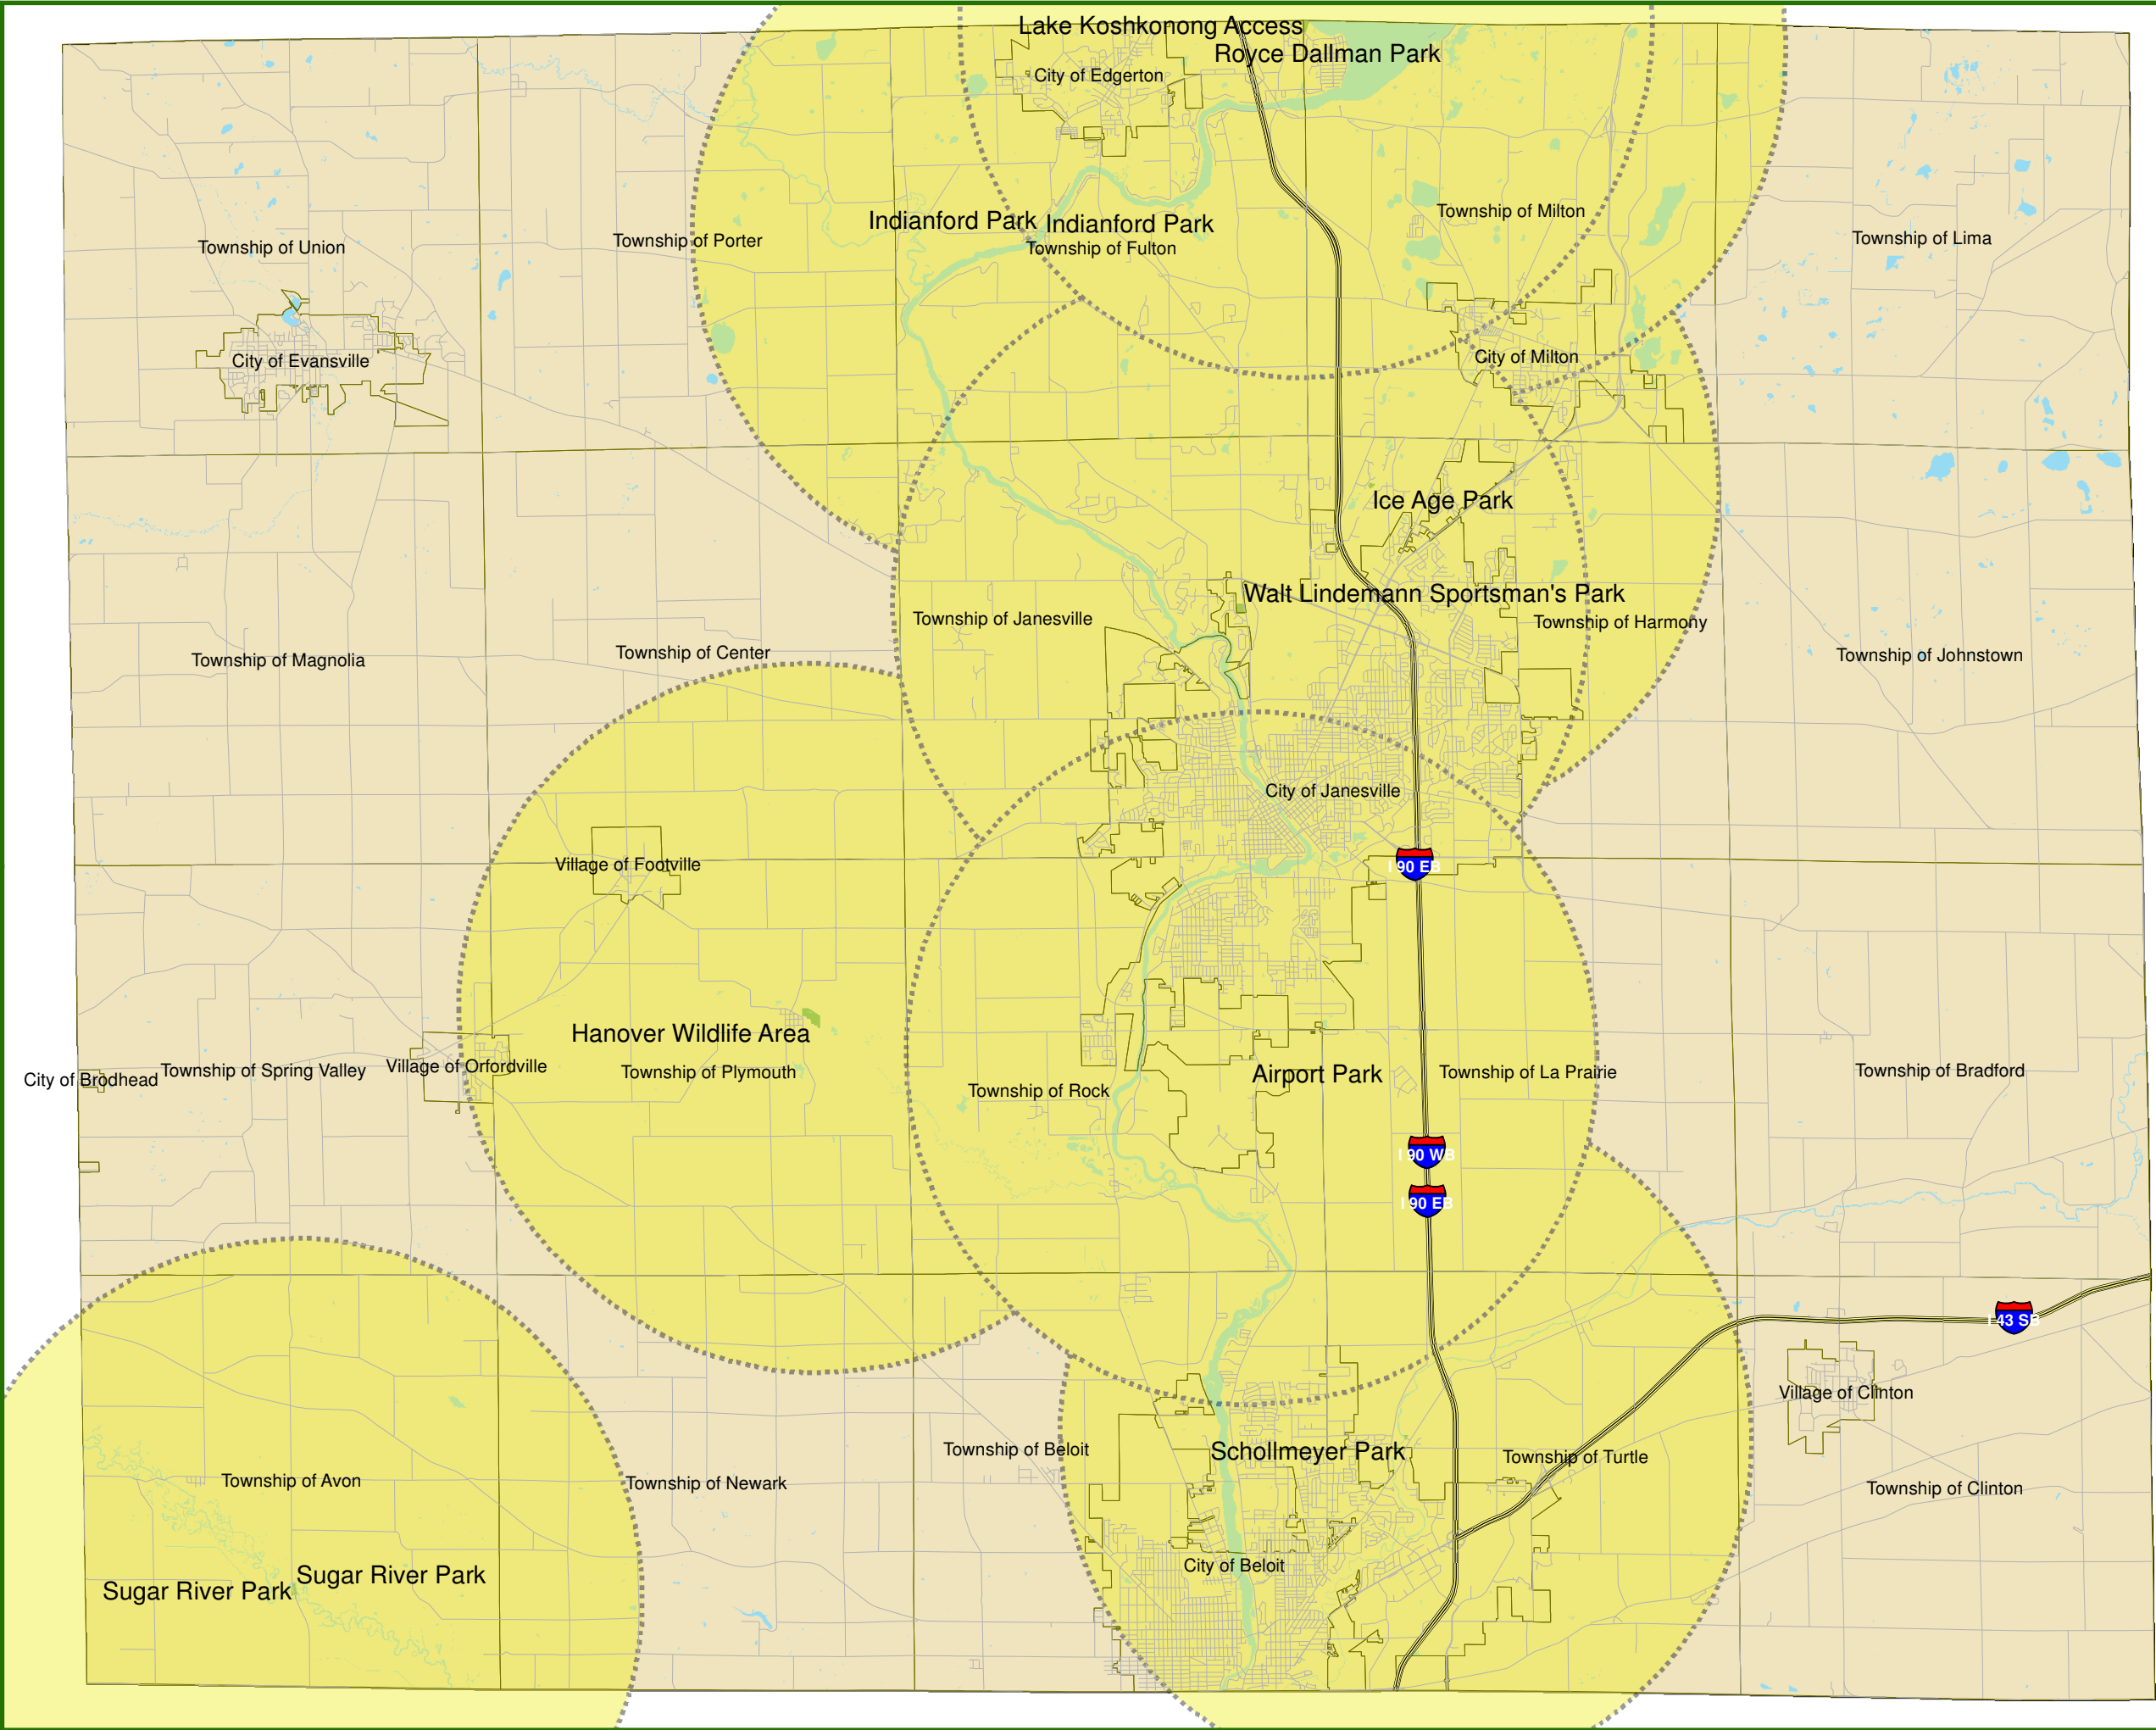 Lake Koshkonong Access
Royce Dallman Park
City of Edgerton
Township of Milton
Indianford Park
Indianford Park
Township of Fulton
Township of Porter
Township of Union
Township of Lima
City of Evansville
City of Milton
Ice Age Park
Walt Lindemann Sportsman's Park
Township of Janesville
Township of Harmony
Township of Magnolia
Township of Center
Township of Johnstown
City of Janesville
Village of Footville
I 90 EB
Hanover Wildlife Area
City of Brodhead
Township of Spring Valley
Village of Orfordville
Township of Plymouth
Airport Park
Township of La Prairie
Township of Bradford
Township of Rock
I 90 WB
I 90 EB
I 43 SB
Village of Clinton
Township of Beloit
Schollmeyer Park
Township of Turtle
Township of Avon
Township of Newark
Township of Clinton
City of Beloit
Sugar River Park
Sugar River Park